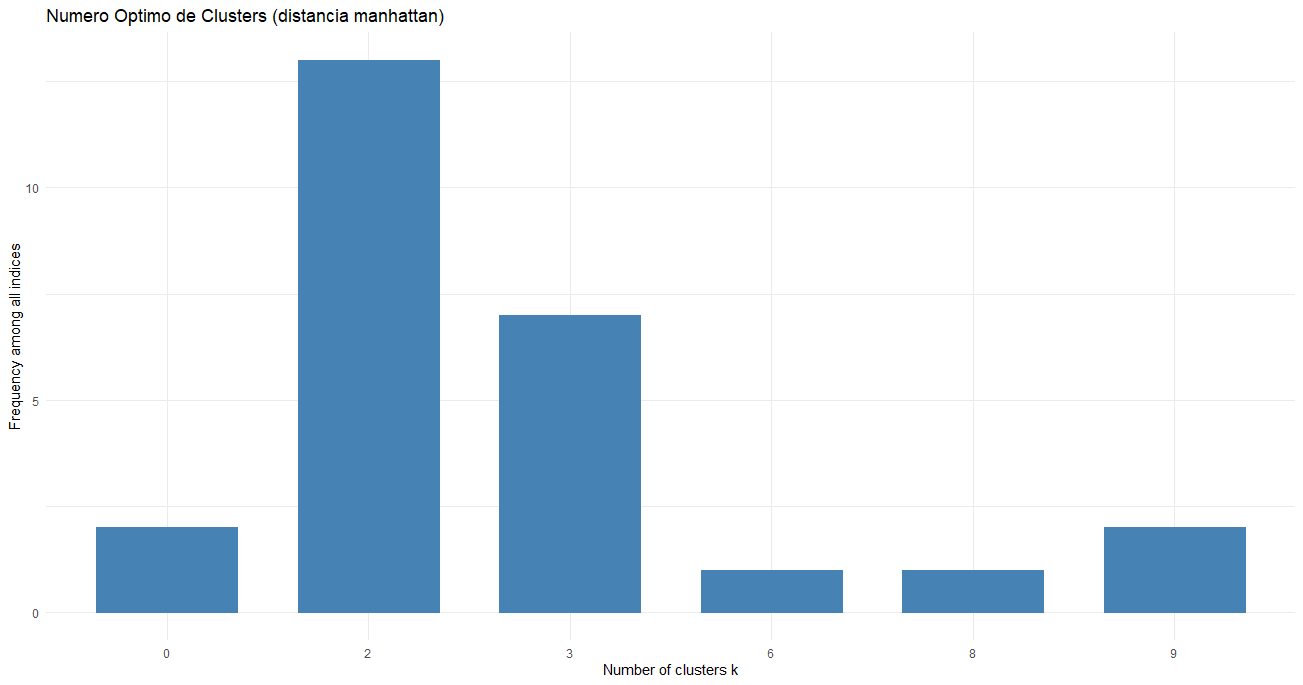 Numero Optimo de Clusters (distancia manhattan)
Frequency among all indices
10
5
0
0 2 3 6 8 9
Number of clusters k